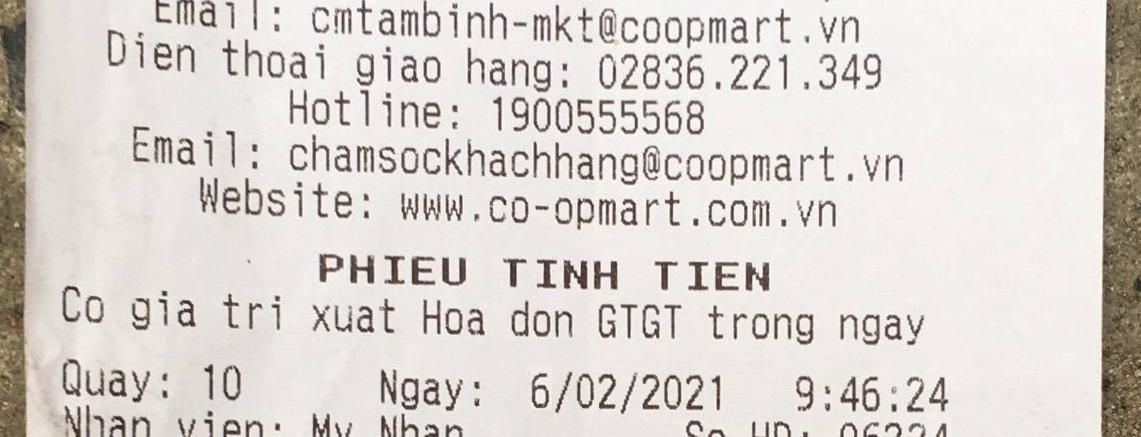 Email: cmtambinh-mkt@coopmart.vn
Dien thoai giao hang: 02836.221.349
Hotline: 1900555568
Email: chamsockhachhang@coopmart.vn
Website: www.co-opmart.com.vn
PHIEU TINH TIEN
Co gia tri xuat Hoa don GTGT trong ngay
Quay: 10 Ngay: 6/02/2021 9:46:24
Nhan vien: My Nhan So HD: 06224